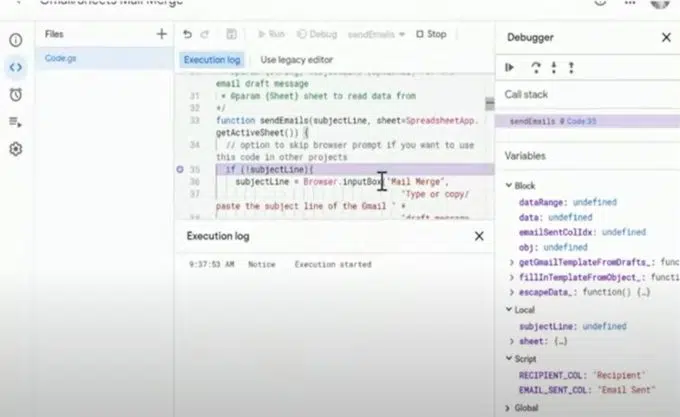 Gmail/Sheets Mail Merge
Files
Code.gs
Run
Debug
sendEmails
Stop
Execution log
Use legacy editor
email draft message
31 * @param {Sheet} sheet to read data from
32 */
33 function sendEmails(subjectLine, sheet=SpreadsheetApp.
getActiveSheet()) {
34 // option to skip browser prompt if you want to use
this code in other projects
35 if (!subjectLine){
36 subjectLine = Browser.inputBox("Mail Merge",
37 "Type or copy/
paste the subject line of the Gmail " +
38 "draft message
Execution log
9:37:53 AM Notice Execution started
Debugger
Call stack
sendEmails @ Code:35
Variables
Block
dataRange: undefined
data: undefined
emailSentColIdx: undefined
obj: undefined
getGmailTemplateFromDrafts_: func
fillInTemplateFromObject_: functi
escapeData_: function() {…}
Local
subjectLine: undefined
sheet: {…}
Script
RECIPIENT_COL: "Recipient"
EMAIL_SENT_COL: "Email Sent"
Global